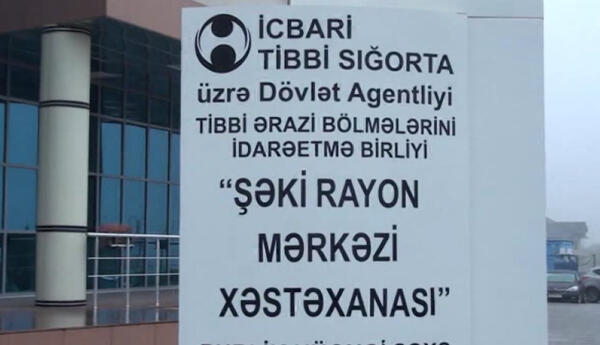 İCBARİ
TİBBİ SIĞORTA
üzrə Dövlət Agentliyi
TİBBİ ƏRAZİ BÖLMƏLƏRİNİ
İDARƏETMƏ BİRLİYİ
“ŞƏKİ RAYON
MƏRKƏZİ
XƏSTƏXANASI”